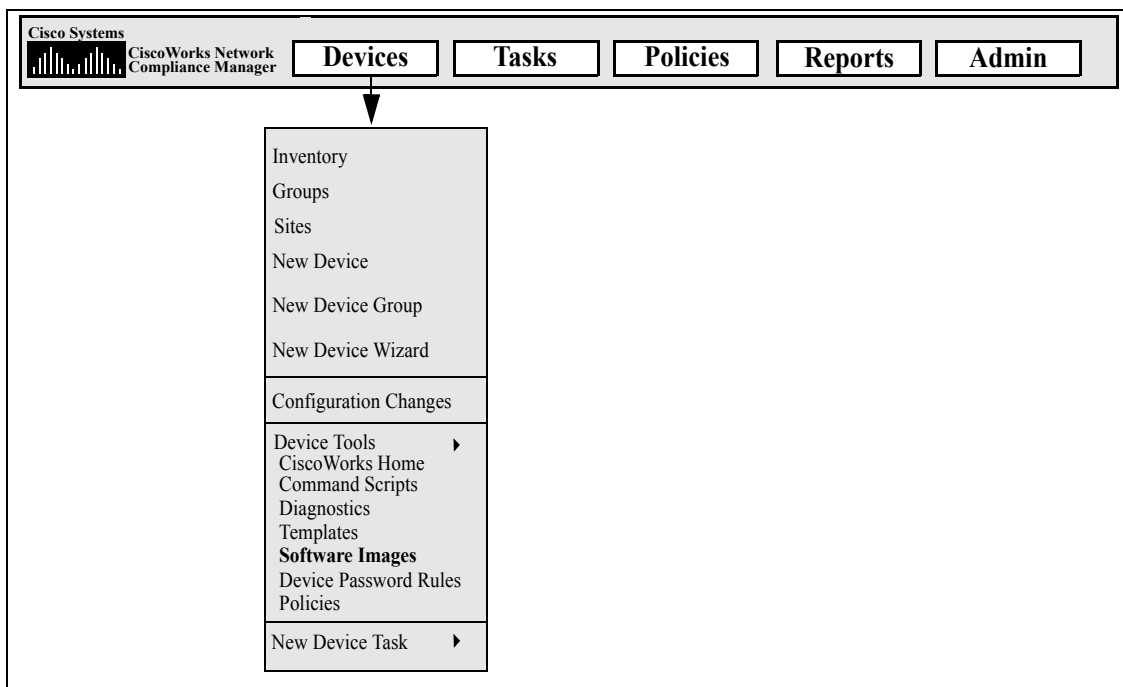 Cisco Systems
CiscoWorks Network
Compliance Manager
Devices
Tasks
Policies
Reports
Admin
Inventory
Groups
Sites
New Device
New Device Group
New Device Wizard
Configuration Changes
Device Tools
CiscoWorks Home
Command Scripts
Diagnostics
Templates
Software Images
Device Password Rules
Policies
New Device Task